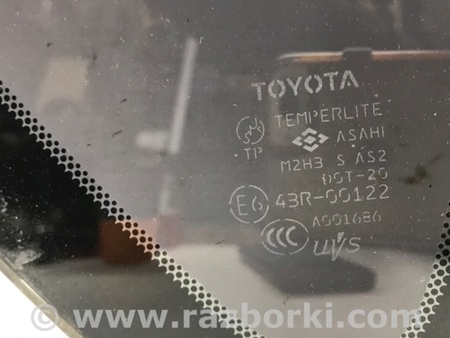 TOYOTA
TEMPERLITE
TP ASAHI
M2H3 S AS2
DOT-20
E6 43R-00122
A001686
CCC UVS
© www.razborki.com